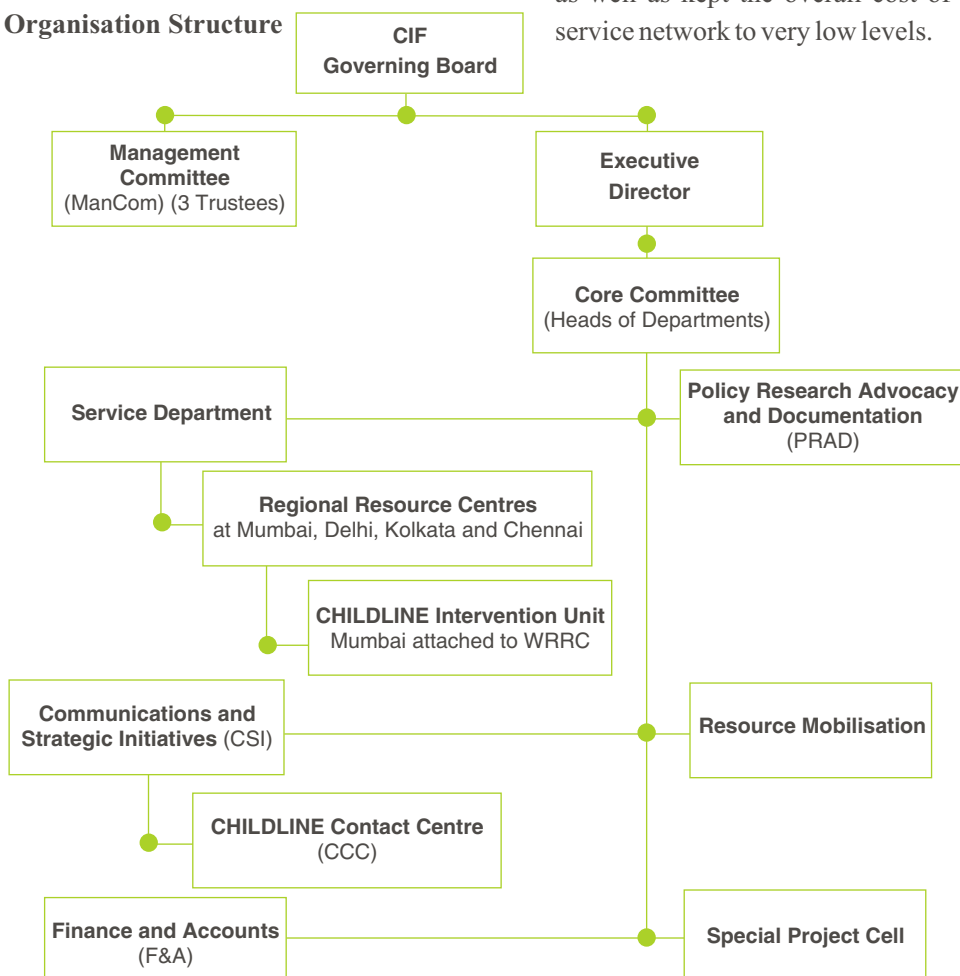 as well as kept the overall cost of
service network to very low levels.
Organisation Structure
CIF
Governing Board
Management
Committee
(ManCom) (3 Trustees)
Executive
Director
Core Committee
(Heads of Departments)
Service Department
Policy Research Advocacy
and Documentation
(PRAD)
Regional Resource Centres
at Mumbai, Delhi, Kolkata and Chennai
CHILDLINE Intervention Unit
Mumbai attached to WRRC
Communications and
Strategic Initiatives (CSI)
Resource Mobilisation
CHILDLINE Contact Centre
(CCC)
Finance and Accounts
(F&A)
Special Project Cell